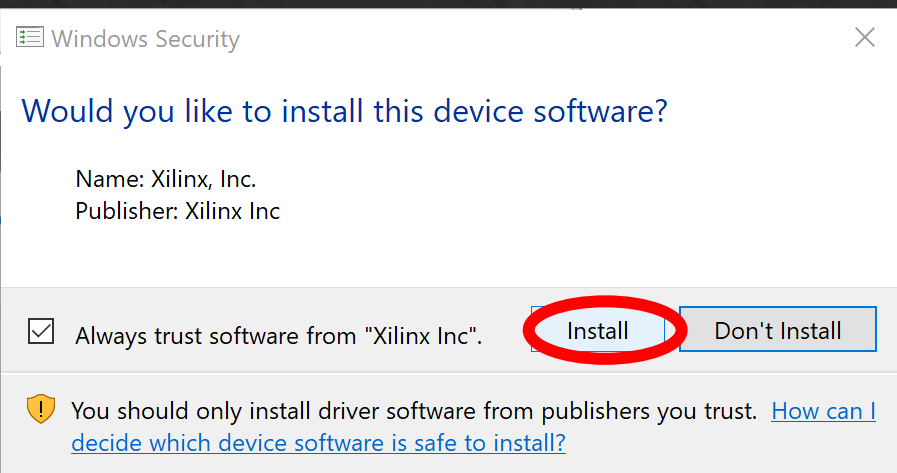 Windows Security
Would you like to install this device software?
Name: Xilinx, Inc.
Publisher: Xilinx Inc
Always trust software from "Xilinx Inc".
Install
Don't Install
You should only install driver software from publishers you trust. How can I
decide which device software is safe to install?